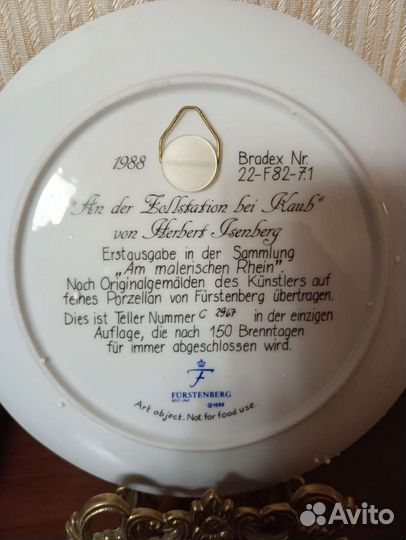 1988 Bradex Nr.
22-F82-7.1
"An der Zollstation bei Kaub"
von Herbert Isenberg
Erstausgabe in der Sammlung
„Am malerischen Rhein".
Nach Originalgemälden des Künstlers auf
feines Porzellan von Fürstenberg übertragen.
Dies ist Teller Nummer C 2967 in der einzigen
Auflage, die nach 150 Brenntagen
für immer abgeschlossen wird.
F
FÜRSTENBERG
SEIT 1747 ©1988
Art object. Not for food use.
Avito